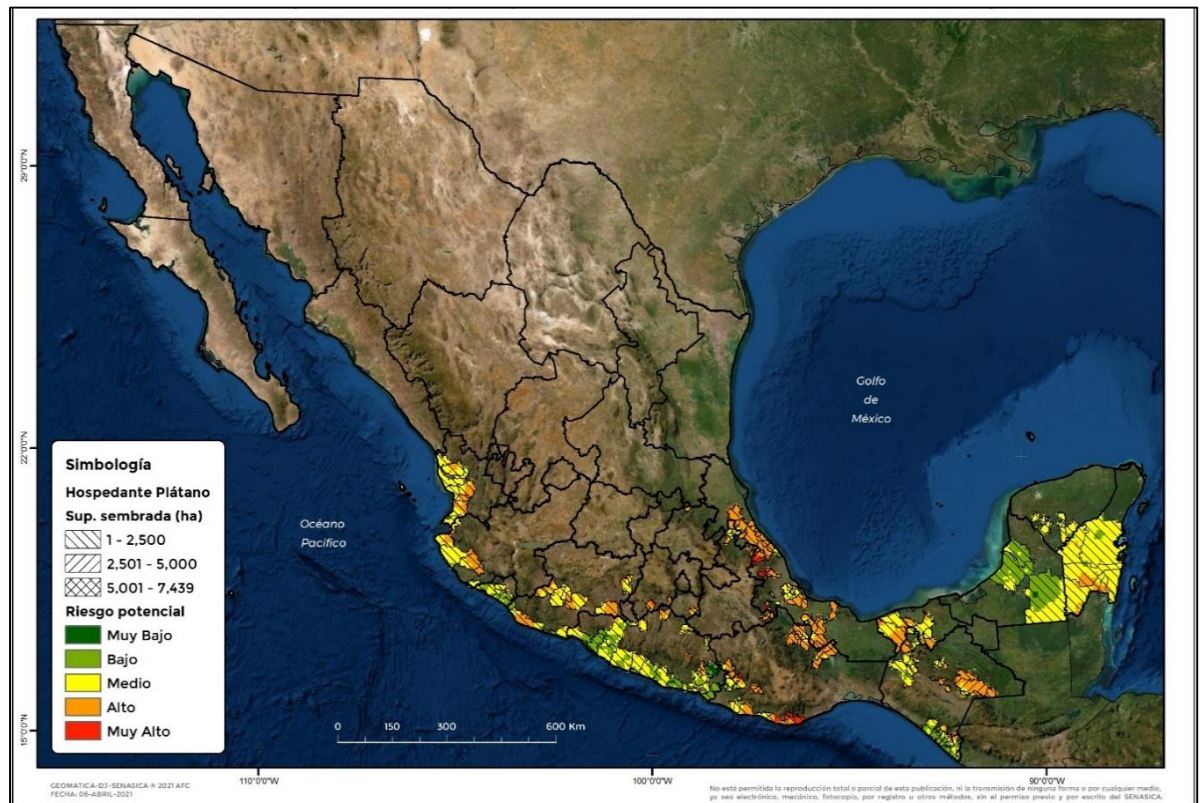 29°0'0"N
22°0'0"N
15°0'0"N
Golfo
de
México
Océano
Pacífico
Simbología
Hospedante Plátano
Sup. sembrada (ha)
1 - 2,500
2,501 - 5,000
5,001 - 7,439
Riesgo potencial
Muy Bajo
Bajo
Medio
Alto
Muy Alto
0 150 300 600 Km
110°0'0"W 100°0'0"W 90°0'0"W
GEOMATICA-DJ-SENASICA ® 2021 AFC
FECHA: 06-ABRIL-2021
No está permitida la reproducción total o parcial de esta publicación, ni la transmisión de ninguna forma o por cualquier medio,
ya sea electrónico, mecánico, fotocopia, por registro u otros métodos, sin el permiso previo y por escrito del SENASICA.